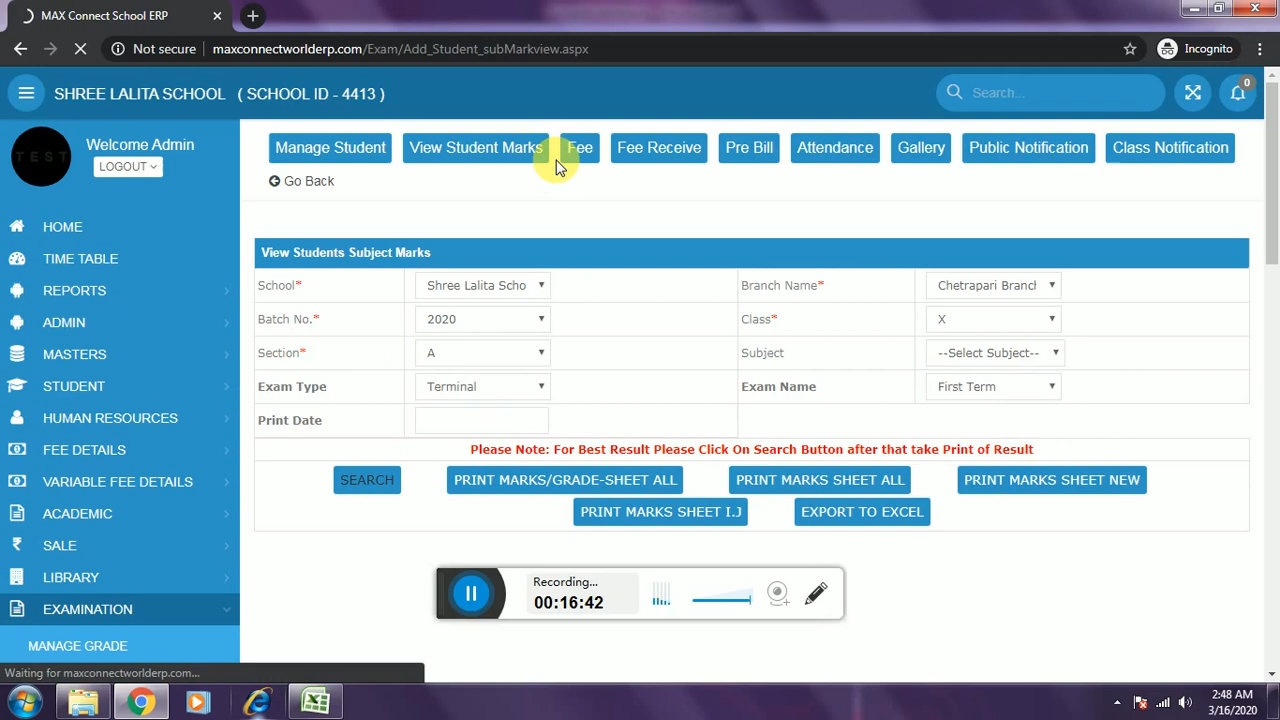 MAX Connect School ERP
Not secure maxconnectworlderp.com/Exam/Add_Student_subMarkview.aspx Incognito
SHREE LALITA SCHOOL ( SCHOOL ID - 4413 ) Search... 0
TEST Welcome Admin
LOGOUT
Manage Student View Student Marks Fee Fee Receive Pre Bill Attendance Gallery Public Notification Class Notification
Go Back
HOME
TIME TABLE
REPORTS
ADMIN
MASTERS
STUDENT
HUMAN RESOURCES
FEE DETAILS
VARIABLE FEE DETAILS
ACADEMIC
SALE
LIBRARY
EXAMINATION
MANAGE GRADE
View Students Subject Marks
School* Shree Lalita Scho Branch Name* Chetrapari Branch
Batch No.* 2020 Class* X
Section* A Subject --Select Subject--
Exam Type Terminal Exam Name First Term
Print Date
Please Note: For Best Result Please Click On Search Button after that take Print of Result
SEARCH PRINT MARKS/GRADE-SHEET ALL PRINT MARKS SHEET ALL PRINT MARKS SHEET NEW
PRINT MARKS SHEET I.J EXPORT TO EXCEL
Recording...
00:16:42
Waiting for maxconnectworlderp.com...
2:48 AM
3/16/2020